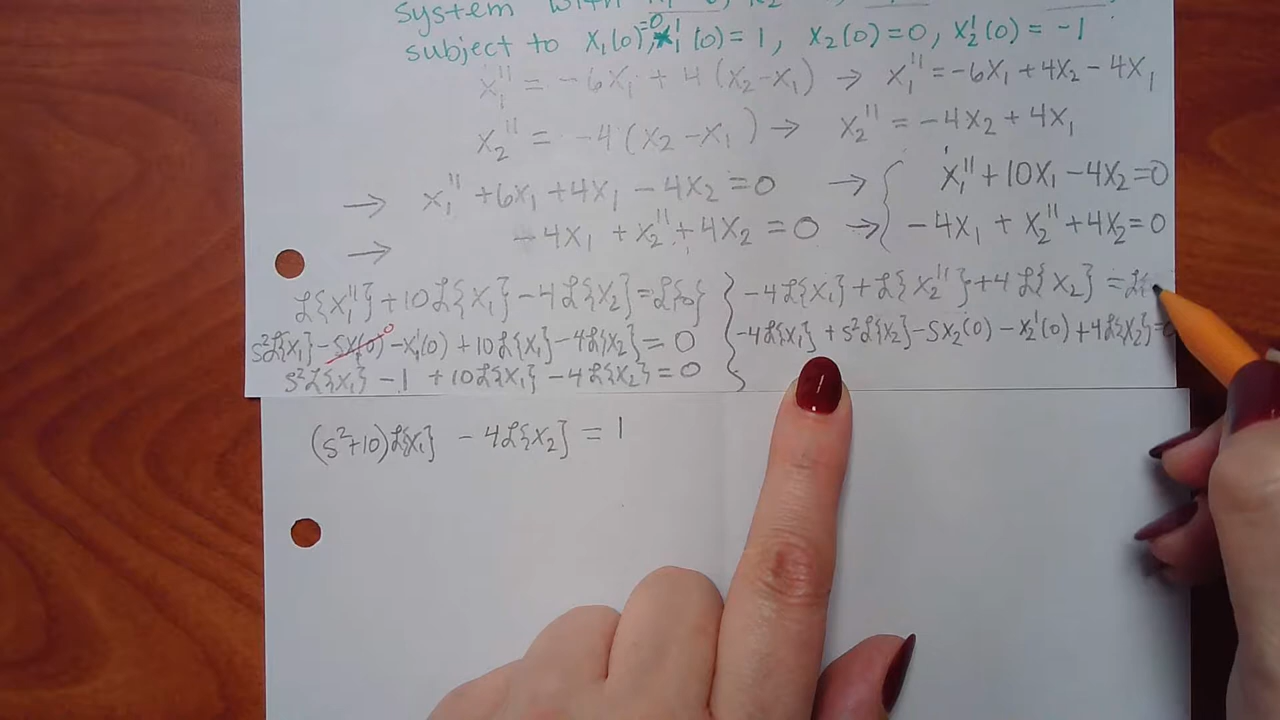 system with
subject to x₁(0)=0, x₁'(0) = 1, x₂(0)=0, x₂'(0) = -1
x₁'' = -6x₁ + 4(x₂-x₁) → x₁'' = -6x₁ + 4x₂ - 4x₁
x₂'' = -4(x₂-x₁) → x₂'' = -4x₂ + 4x₁
→ x₁'' + 6x₁ + 4x₁ - 4x₂ = 0 → { x₁'' + 10x₁ - 4x₂ = 0
→ -4x₁ + x₂'' + 4x₂ = 0 → -4x₁ + x₂'' + 4x₂ = 0
ℒ{x₁''} + 10ℒ{x₁} - 4ℒ{x₂} = ℒ{0}
s²ℒ{x₁} - sx₁(0)⁰ - x₁'(0) + 10ℒ{x₁} - 4ℒ{x₂} = 0
s²ℒ{x₁} - 1 + 10ℒ{x₁} - 4ℒ{x₂} = 0
} -4ℒ{x₁} + ℒ{x₂''} + 4ℒ{x₂} = ℒ{
-4ℒ{x₁} + s²ℒ{x₂} - sx₂(0) - x₂'(0) + 4ℒ{x₂} = 0
(s²+10)ℒ{x₁} - 4ℒ{x₂} = 1